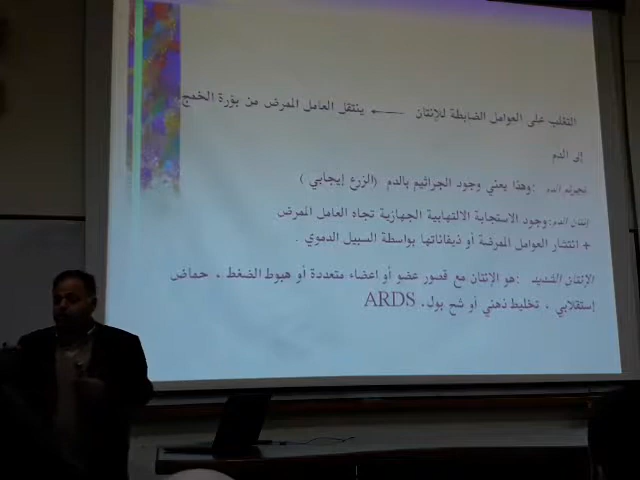 التغلب على العوامل الضابطة للإنتان ← ينتقل العامل الممرض من بؤرة الخمج
إلى الدم
تجرثم الدم :وهذا يعني وجود الجراثيم بالدم (الزرع إيجابي )
إنتان الدم:وجود الاستجابة الالتهابية الجهازية تجاه العامل الممرض
+ انتشار العوامل الممرضة أو ذيفاناتها بواسطة السبيل الدموي .
الإنتان الشديد :هو الإنتان مع قصور عضو أو اعضاء متعددة أو هبوط الضغط ، حماض
إستقلابي ، تخليط ذهني أو شح بول، ARDS